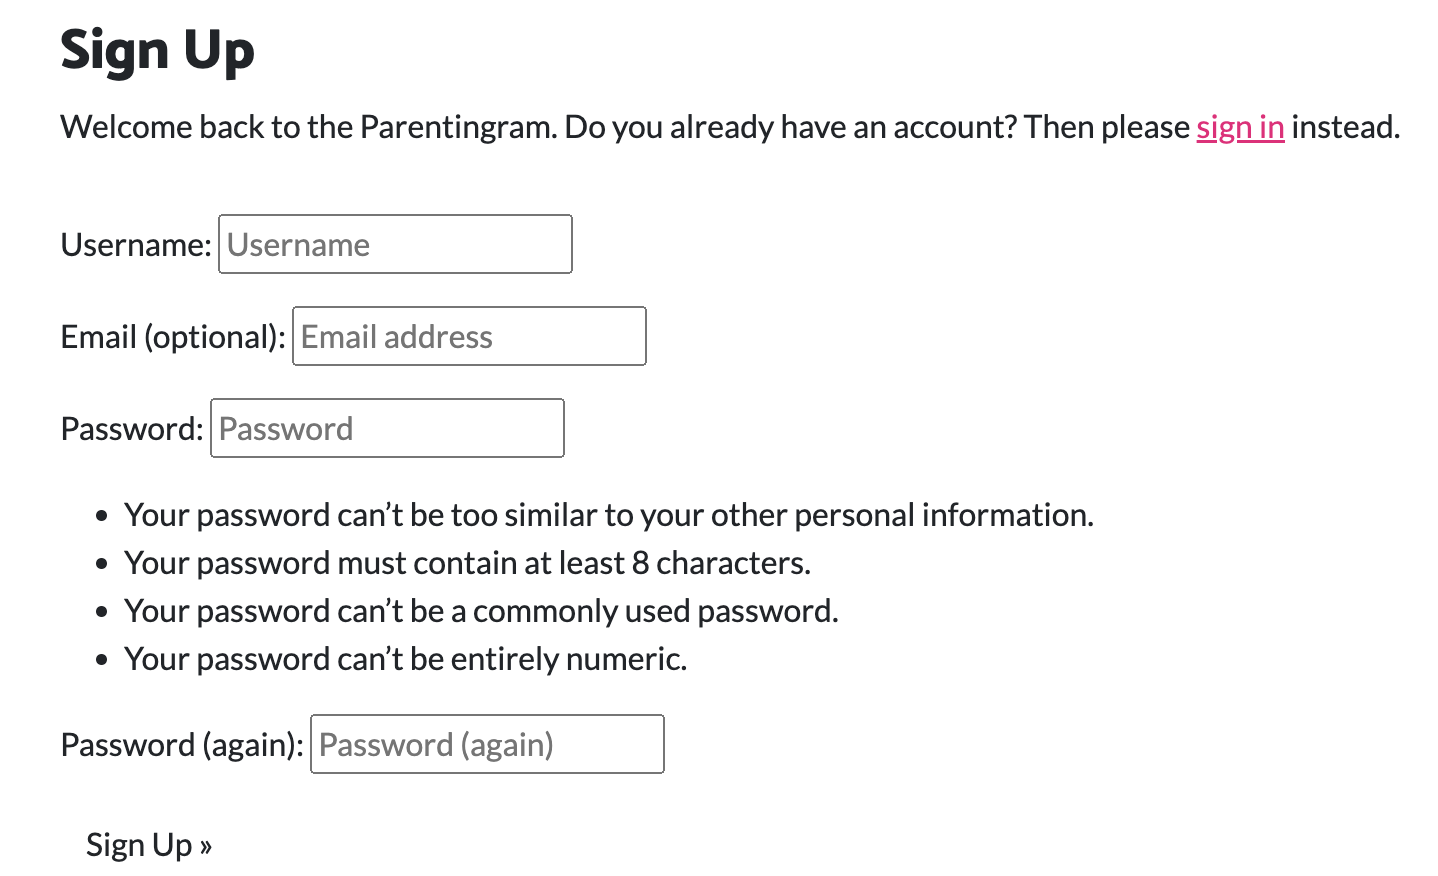 Sign Up
Welcome back to the Parentingram. Do you already have an account? Then please sign in instead.
Username: Username
Email (optional): Email address
Password: Password
• Your password can’t be too similar to your other personal information.
• Your password must contain at least 8 characters.
• Your password can’t be a commonly used password.
• Your password can’t be entirely numeric.
Password (again): Password (again)
Sign Up »